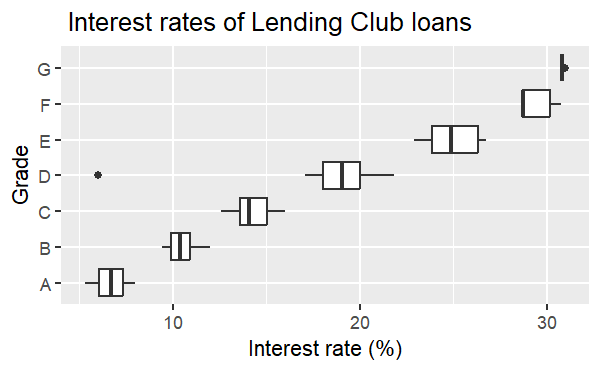 Interest rates of Lending Club loans
Grade
G
F
E
D
C
B
A
10 20 30
Interest rate (%)